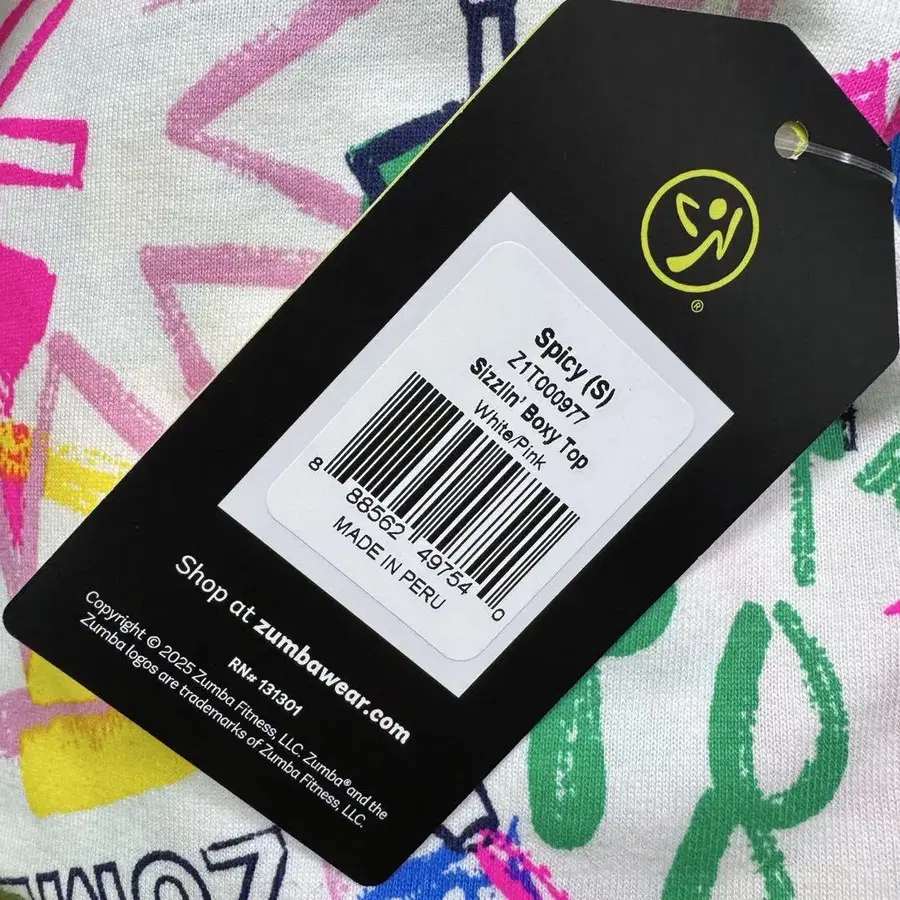 ®
Spicy (S)
Z1T000977
Sizzlin' Boxy Top
White/Pink
8 88562 49754 0
MADE IN PERU
Shop at zumbawear.com
RN# 131301
Copyright © 2025 Zumba Fitness, LLC. Zumba® and the
Zumba logos are trademarks of Zumba Fitness, LLC.